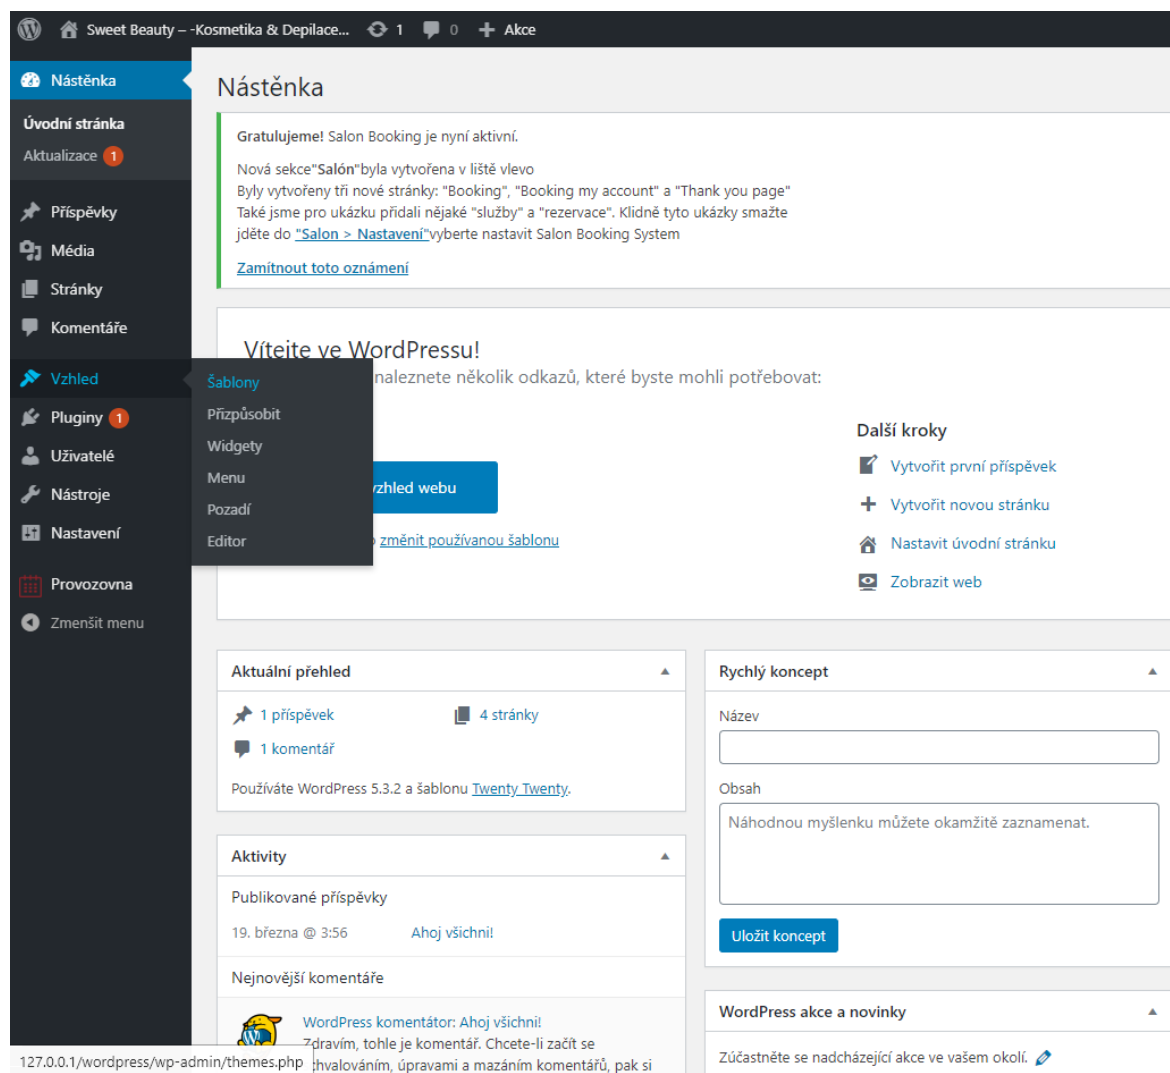 Sweet Beauty – -Kosmetika & Depilace... 1 0 + Akce
Nástěnka
Úvodní stránka
Aktualizace 1
Příspěvky
Média
Stránky
Komentáře
Vzhled
Pluginy 1
Uživatelé
Nástroje
Nastavení
Provozovna
Zmenšit menu
Šablony
Přizpůsobit
Widgety
Menu
Pozadí
Editor
Nástěnka
Gratulujeme! Salon Booking je nyní aktivní.
Nová sekce"Salón"byla vytvořena v liště vlevo
Byly vytvořeny tři nové stránky: "Booking", "Booking my account" a "Thank you page"
Také jsme pro ukázku přidali nějaké "služby" a "rezervace". Klidně tyto ukázky smažte
jděte do "Salon > Nastavení"vyberte nastavit Salon Booking System
Zamítnout toto oznámení
Vítejte ve WordPressu!
naleznete několik odkazů, které byste mohli potřebovat:
vzhled webu
změnit používanou šablonu
Další kroky
Vytvořit první příspěvek
Vytvořit novou stránku
Nastavit úvodní stránku
Zobrazit web
Aktuální přehled
1 příspěvek
4 stránky
1 komentář
Používáte WordPress 5.3.2 a šablonu Twenty Twenty.
Aktivity
Publikované příspěvky
19. března @ 3:56 Ahoj všichni!
Nejnovější komentáře
WordPress komentátor: Ahoj všichni!
Zdravím, tohle je komentář. Chcete-li začít se
chvalováním, úpravami a mazáním komentářů, pak si
Rychlý koncept
Název
Obsah
Náhodnou myšlenku můžete okamžitě zaznamenat.
Uložit koncept
WordPress akce a novinky
Zúčastněte se nadcházející akce ve vašem okolí.
127.0.0.1/wordpress/wp-admin/themes.php